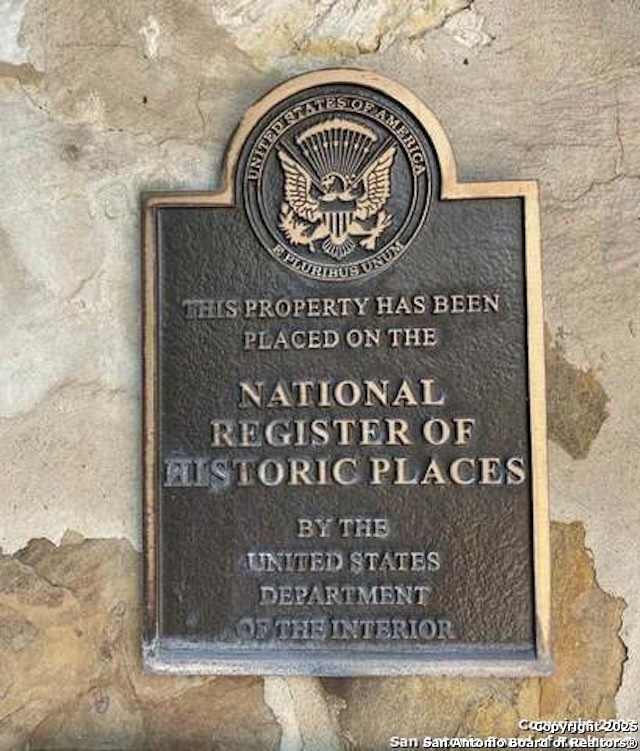 UNITED STATES OF AMERICA
E PLURIBUS UNUM
THIS PROPERTY HAS BEEN
PLACED ON THE
NATIONAL
REGISTER OF
HISTORIC PLACES
BY THE
UNITED STATES
DEPARTMENT
OF THE INTERIOR
Copyright 2025
San Antonio Board of Realtors®